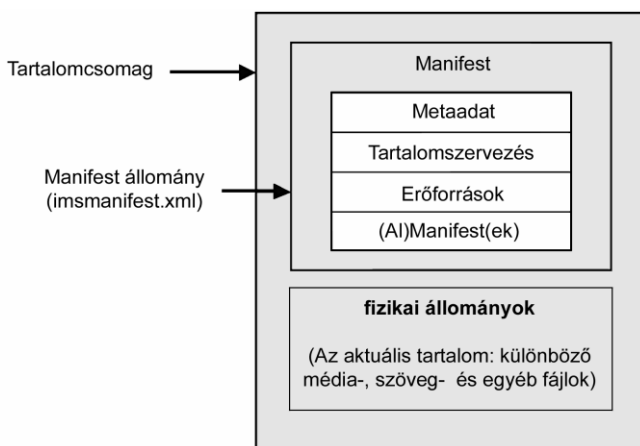 Tartalomcsomag
Manifest
Metaadat
Tartalomszervezés
Manifest állomány
(imsmanifest.xml)
Erőforrások
(Al)Manifest(ek)
fizikai állományok
(Az aktuális tartalom: különböző
média-, szöveg- és egyéb fájlok)